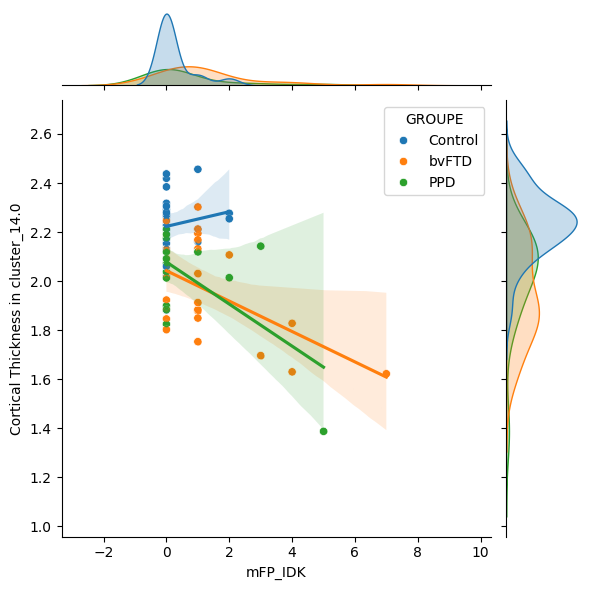 GROUPE
Control
bvFTD
PPD
Cortical Thickness in cluster_14.0
2.6
2.4
2.2
2.0
1.8
1.6
1.4
1.2
1.0
−2 0 2 4 6 8 10
mFP_IDK